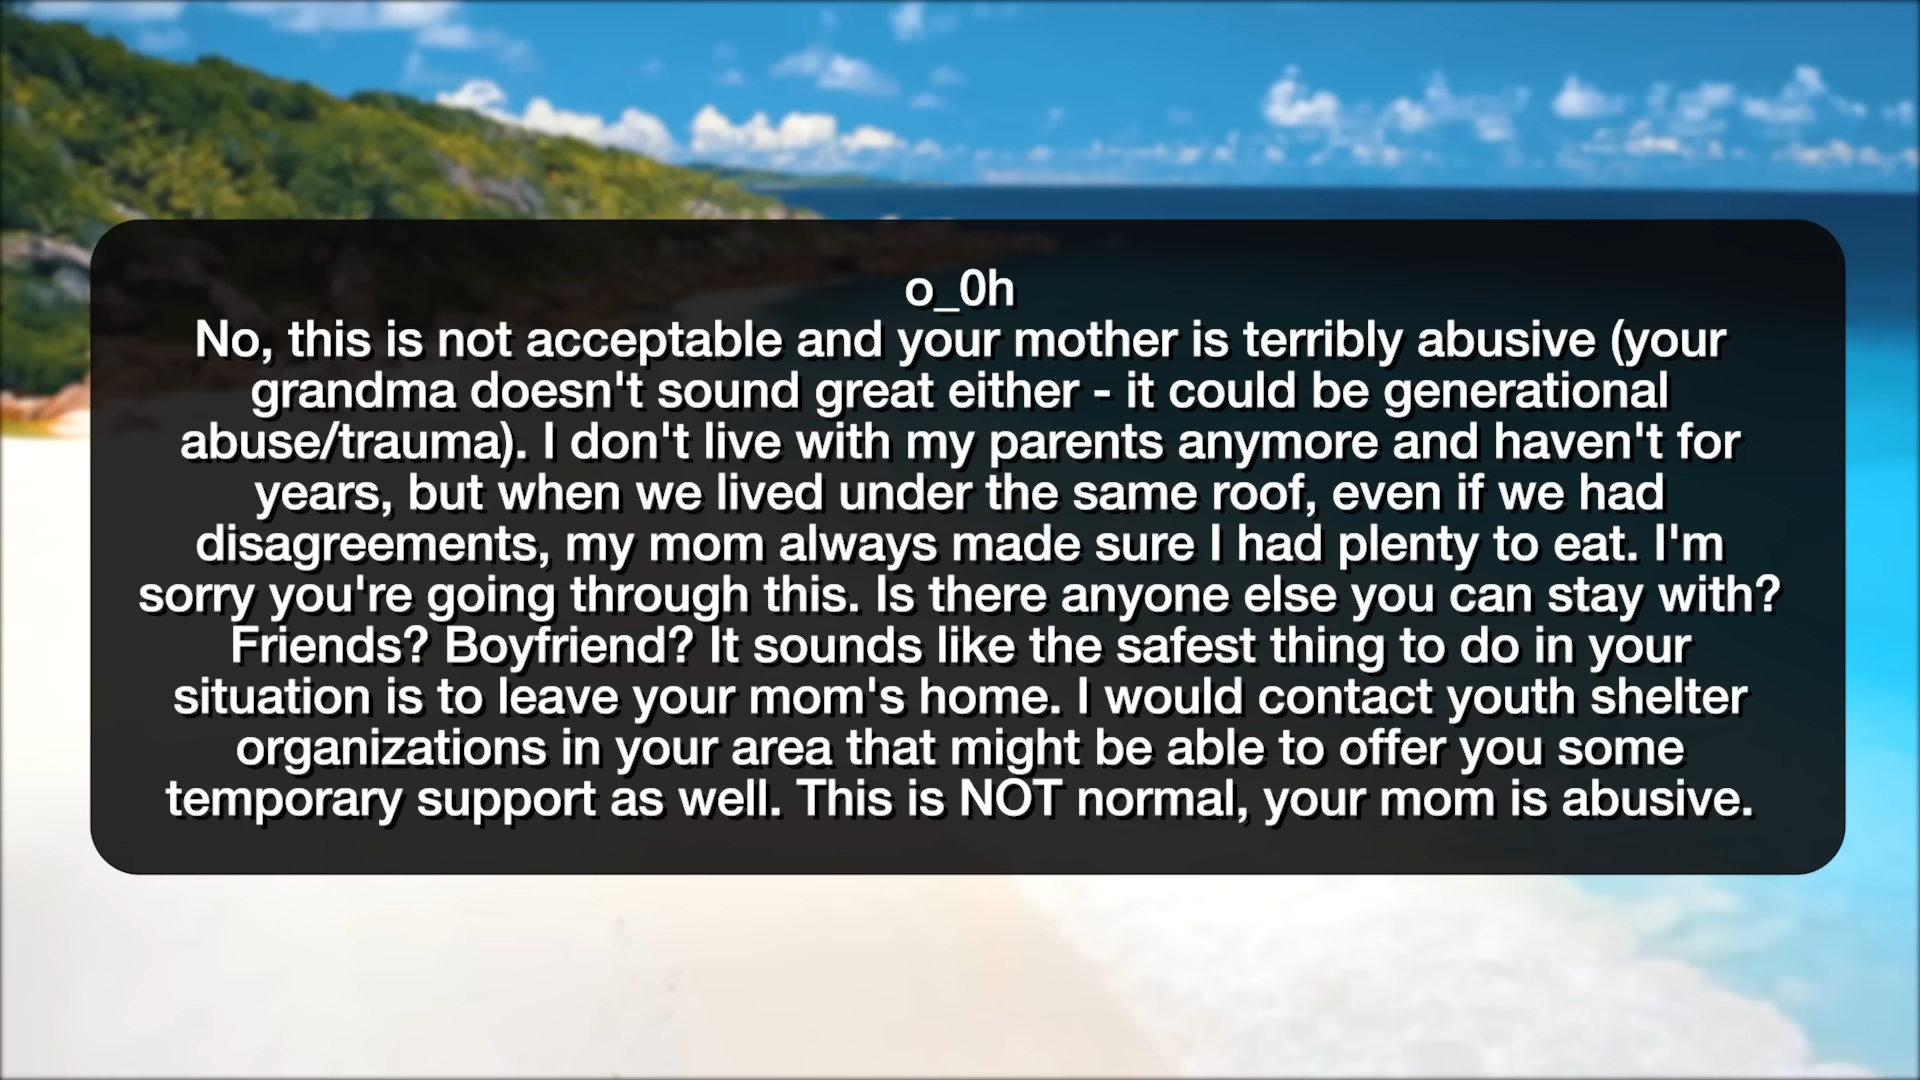 o_0h
No, this is not acceptable and your mother is terribly abusive (your
grandma doesn't sound great either - it could be generational
abuse/trauma). I don't live with my parents anymore and haven't for
years, but when we lived under the same roof, even if we had
disagreements, my mom always made sure I had plenty to eat. I'm
sorry you're going through this. Is there anyone else you can stay with?
Friends? Boyfriend? It sounds like the safest thing to do in your
situation is to leave your mom's home. I would contact youth shelter
organizations in your area that might be able to offer you some
temporary support as well. This is NOT normal, your mom is abusive.